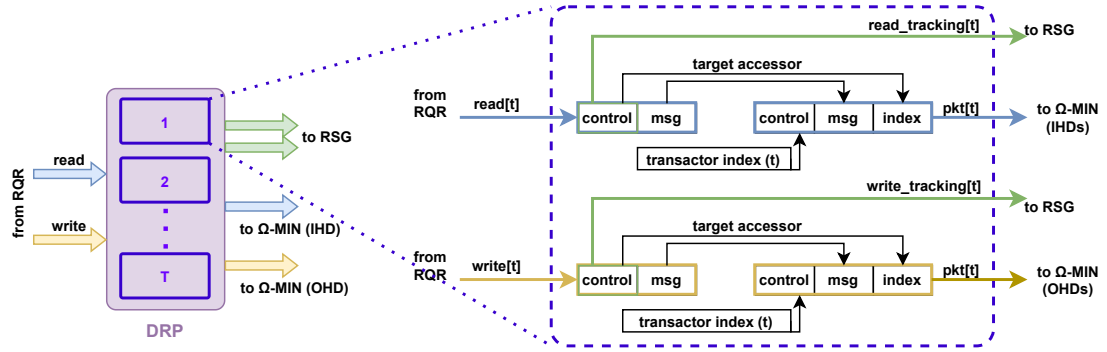 from RQR
read
write
1
2
T
DRP
to RSG
to Ω-MIN (IHD)
to Ω-MIN (OHD)
read_tracking[t]
to RSG
target accessor
from
RQR
read[t]
control
msg
control
msg
index
pkt[t]
to Ω-MIN
(IHDs)
transactor index (t)
write_tracking[t]
to RSG
target accessor
from
RQR
write[t]
control
msg
control
msg
index
pkt[t]
to Ω-MIN
(OHDs)
transactor index (t)